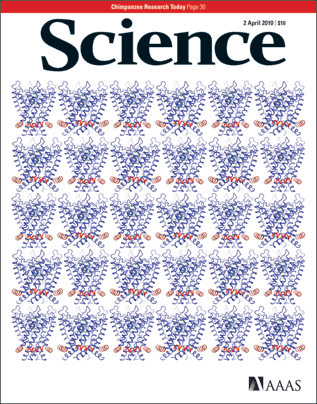 Chimpanzee Research Today Page 30
2 April 2010 | $10
Science
AAAS